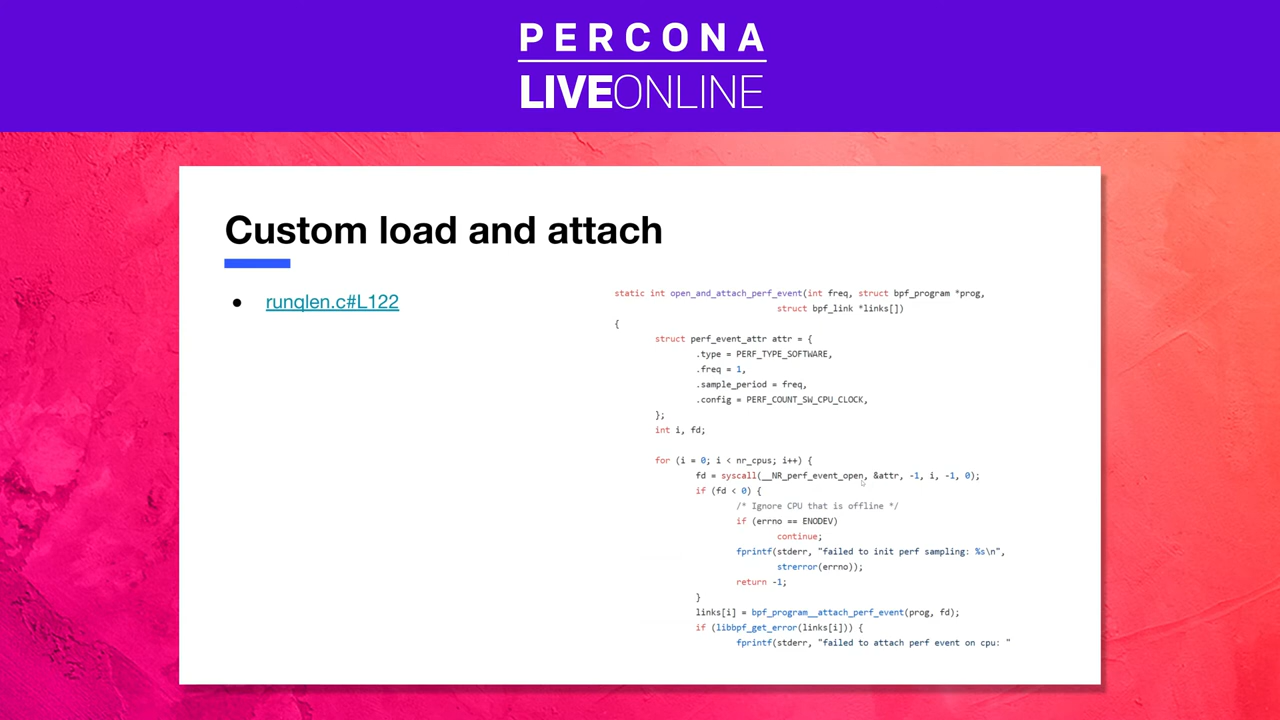 PERCONA
LIVEONLINE
Custom load and attach
● runqlen.c#L122
static int open_and_attach_perf_event(int freq, struct bpf_program *prog,
struct bpf_link *links[])
{
struct perf_event_attr attr = {
.type = PERF_TYPE_SOFTWARE,
.freq = 1,
.sample_period = freq,
.config = PERF_COUNT_SW_CPU_CLOCK,
};
int i, fd;
for (i = 0; i < nr_cpus; i++) {
fd = syscall(__NR_perf_event_open, &attr, -1, i, -1, 0);
if (fd < 0) {
/* Ignore CPU that is offline */
if (errno == ENODEV)
continue;
fprintf(stderr, "failed to init perf sampling: %s\n",
strerror(errno));
return -1;
}
links[i] = bpf_program__attach_perf_event(prog, fd);
if (libbpf_get_error(links[i])) {
fprintf(stderr, "failed to attach perf event on cpu: "